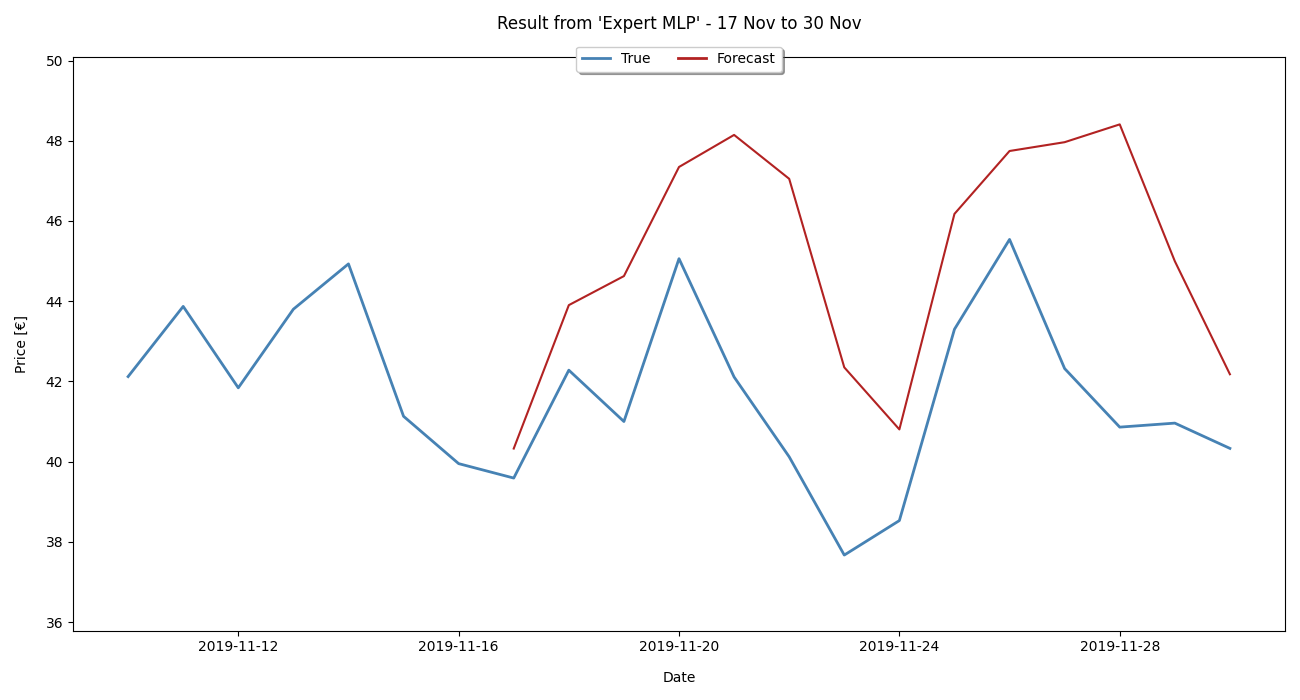 Result from 'Expert MLP' - 17 Nov to 30 Nov
True Forecast
50
48
46
44
42
40
38
36
Price [€]
2019-11-12 2019-11-16 2019-11-20 2019-11-24 2019-11-28
Date